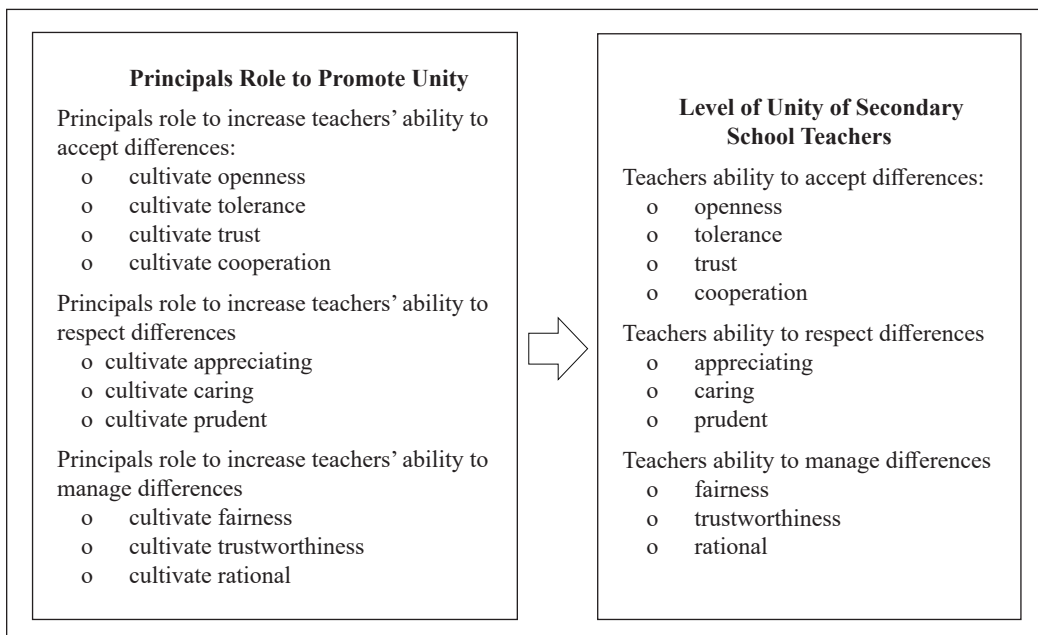 Principals Role to Promote Unity
Principals role to increase teachers’ ability to
accept differences:
o cultivate openness
o cultivate tolerance
o cultivate trust
o cultivate cooperation
Principals role to increase teachers’ ability to
respect differences
o cultivate appreciating
o cultivate caring
o cultivate prudent
Principals role to increase teachers’ ability to
manage differences
o cultivate fairness
o cultivate trustworthiness
o cultivate rational
Level of Unity of Secondary
School Teachers
Teachers ability to accept differences:
o openness
o tolerance
o trust
o cooperation
Teachers ability to respect differences
o appreciating
o caring
o prudent
Teachers ability to manage differences
o fairness
o trustworthiness
o rational